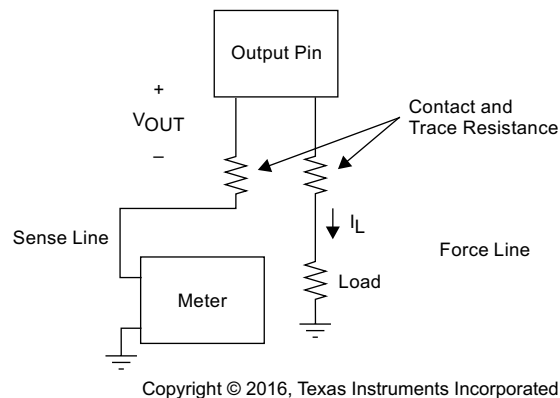 Output Pin
+
VOUT
–
Contact and
Trace Resistance
IL
Sense Line
Force Line
Load
Meter
Copyright © 2016, Texas Instruments Incorporated